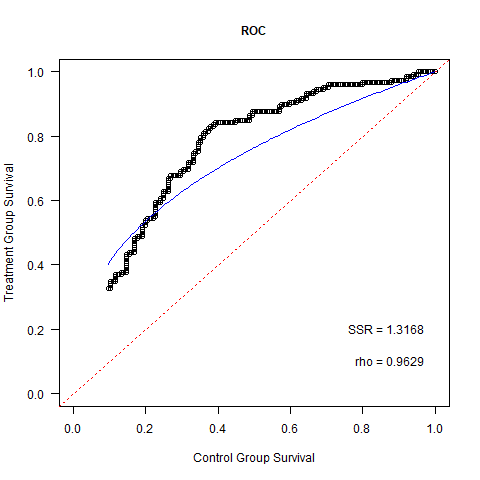 ROC
Treatment Group Survival
1.0
0.8
0.6
0.4
0.2
0.0
SSR = 1.3168
rho = 0.9629
0.0 0.2 0.4 0.6 0.8 1.0
Control Group Survival